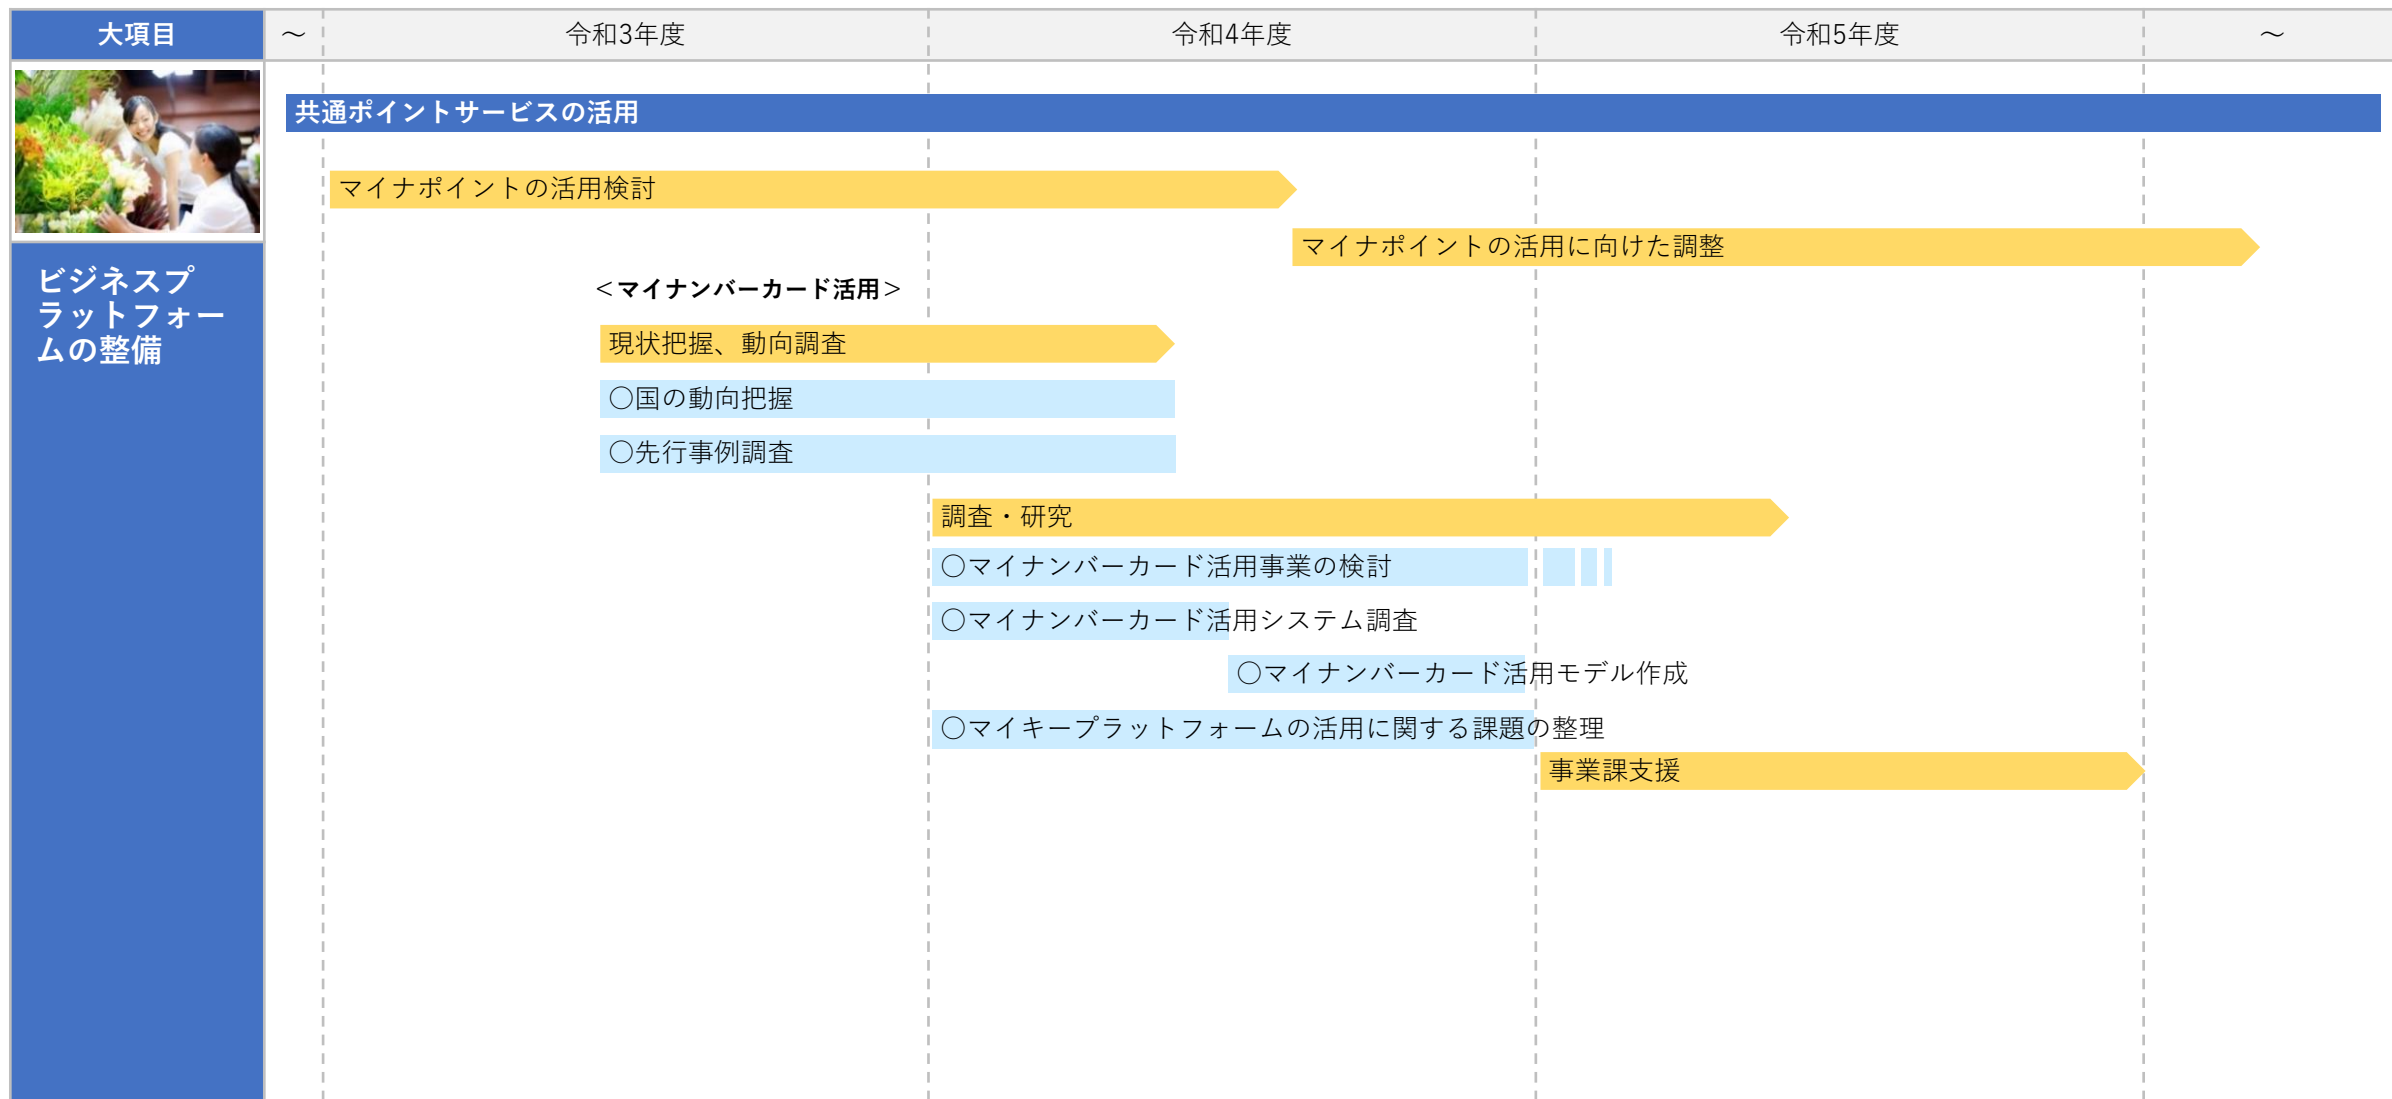 大項目
～
令和3年度
令和4年度
令和5年度
～
共通ポイントサービスの活用
マイナポイントの活用検討
マイナポイントの活用に向けた調整
ビジネスプ
ラットフォー
ムの整備
＜マイナンバーカード活用＞
現状把握、動向調査
○国の動向把握
○先行事例調査
調査・研究
○マイナンバーカード活用事業の検討
○マイナンバーカード活用システム調査
○マイナンバーカード活用モデル作成
○マイキープラットフォームの活用に関する課題の整理
事業課支援